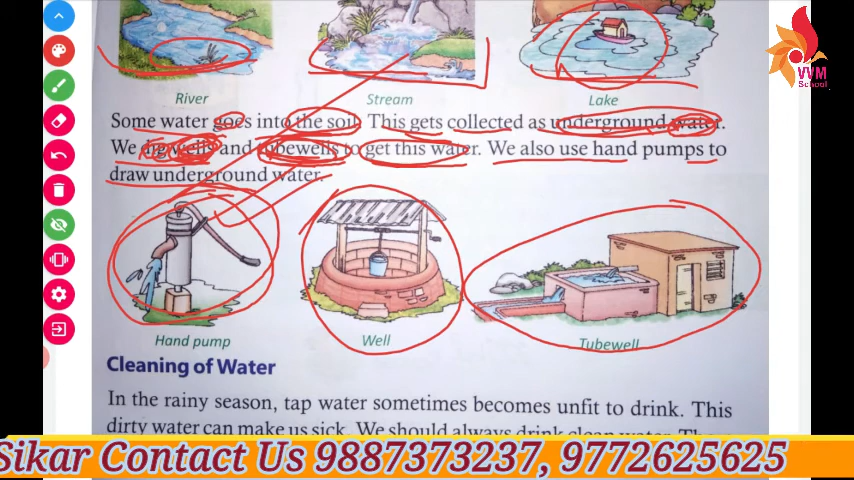 VVM
School
River
Stream
Lake
Some water goes into the soil. This gets collected as underground water.
We dig wells and tubewells to get this water. We also use hand pumps to
draw underground water.
Hand pump
Well
Tubewell
Cleaning of Water
In the rainy season, tap water sometimes becomes unfit to drink. This
dirty water can make us sick. We should always drink clean water.
Sikar Contact Us 9887373237, 9772625625